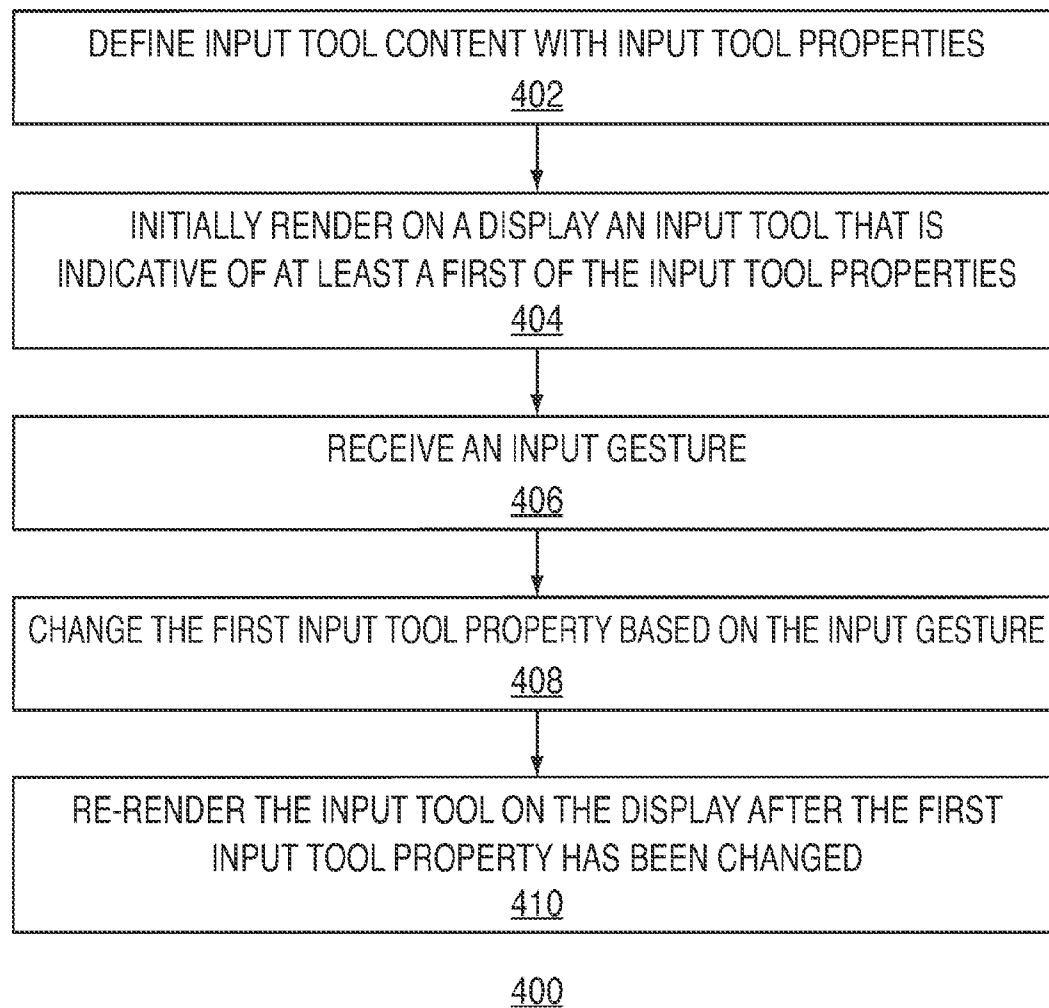 DEFINE INPUT TOOL CONTENT WITH INPUT TOOL PROPERTIES
402
INITIALLY RENDER ON A DISPLAY AN INPUT TOOL THAT IS
INDICATIVE OF AT LEAST A FIRST OF THE INPUT TOOL PROPERTIES
404
RECEIVE AN INPUT GESTURE
406
CHANGE THE FIRST INPUT TOOL PROPERTY BASED ON THE INPUT GESTURE
408
RE-RENDER THE INPUT TOOL ON THE DISPLAY AFTER THE FIRST
INPUT TOOL PROPERTY HAS BEEN CHANGED
410
400